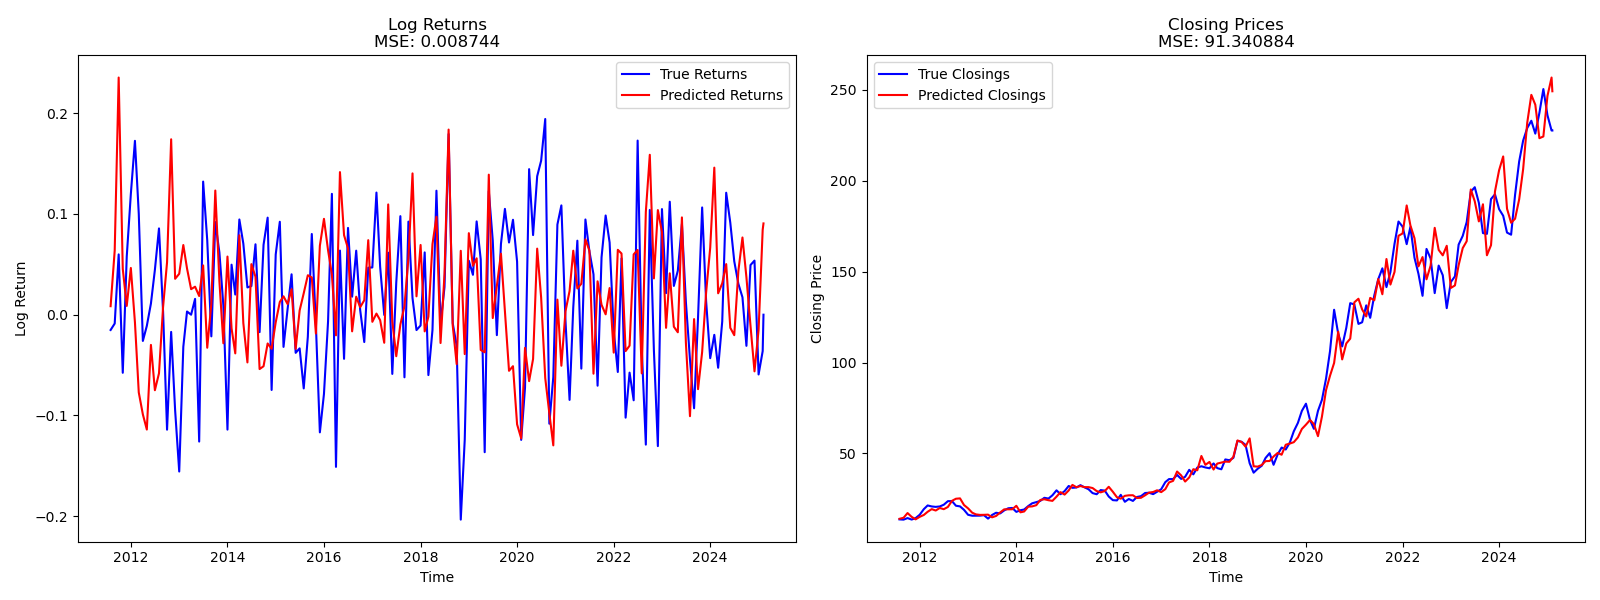 Log Returns
MSE: 0.008744
True Returns
Predicted Returns
0.2
0.1
0.0
−0.1
−0.2
Log Return
2012 2014 2016 2018 2020 2022 2024
Time
Closing Prices
MSE: 91.340884
True Closings
Predicted Closings
250
200
150
100
50
Closing Price
2012 2014 2016 2018 2020 2022 2024
Time